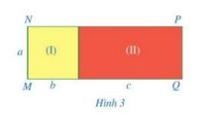 N P
a (I) (II)
M b c Q
Hình 3